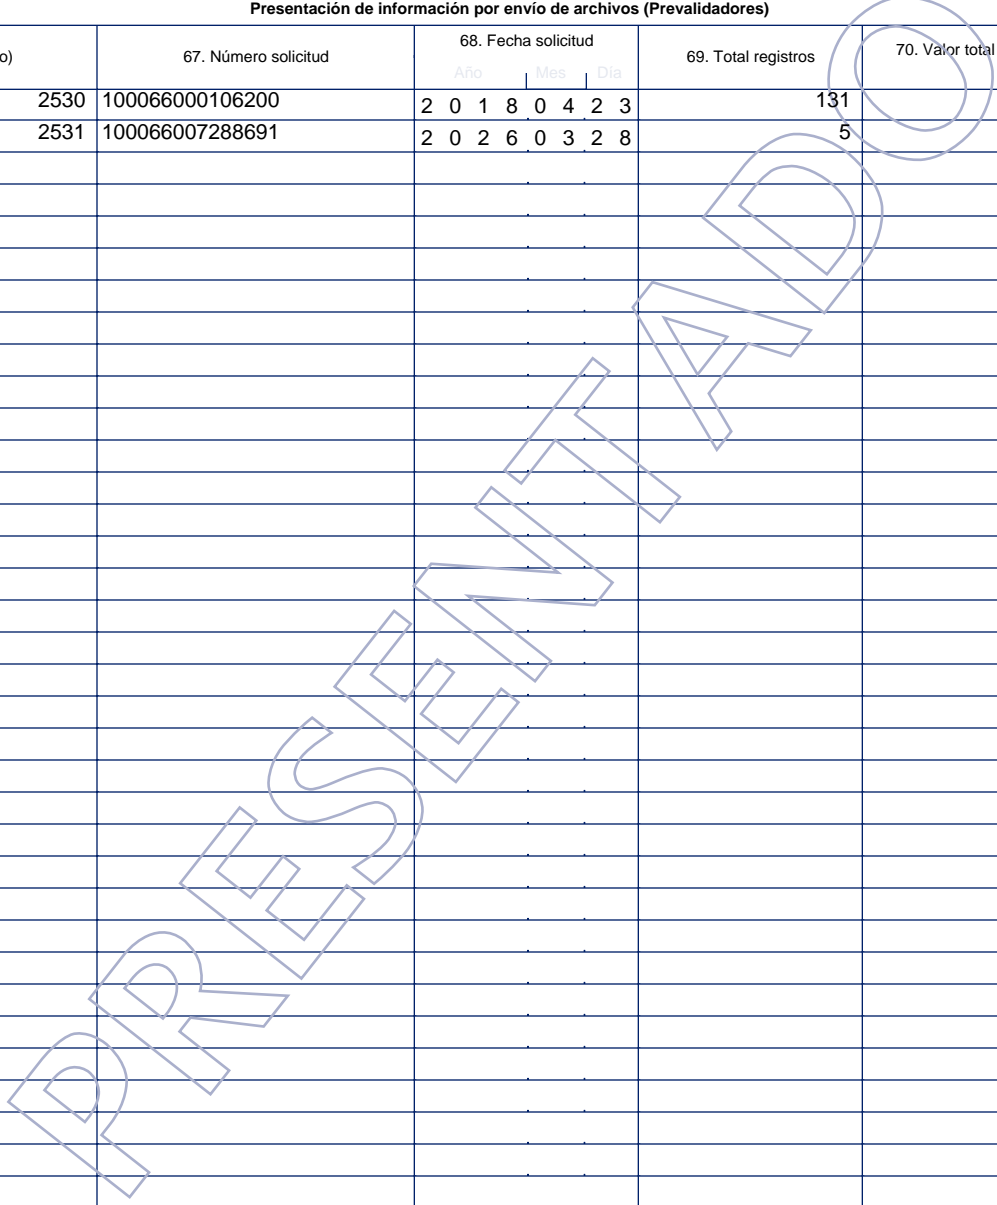 Presentación de información por envío de archivos (Prevalidadores)
o) 67. Número solicitud 68. Fecha solicitud 69. Total registros 70. Valor total
Año Mes Día
2530 100066000106200 2 0 1 8 0 4 2 3 131
2531 100066007288691 2 0 2 6 0 3 2 8 5
PRESENTADO